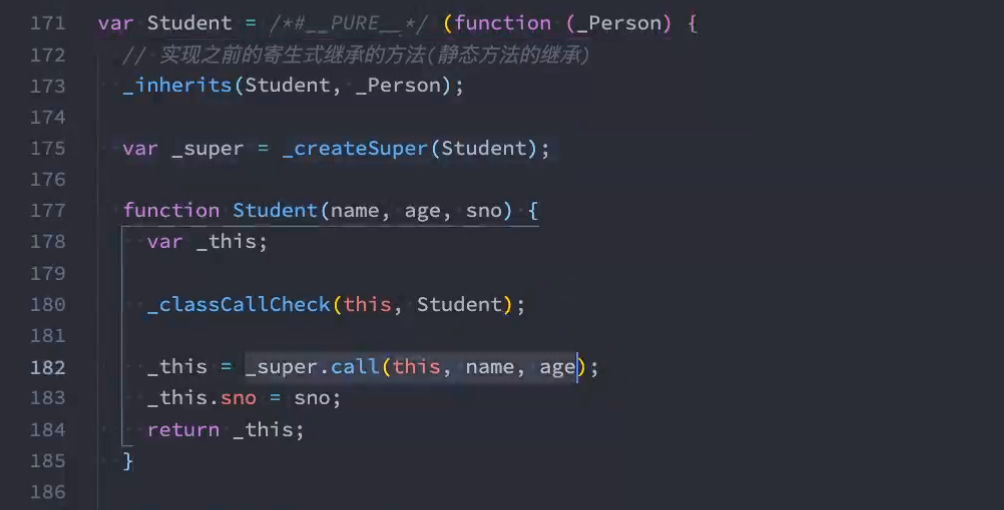 171 var Student = /*#__PURE__*/ (function (_Person) {
172 // 实现之前的寄生式继承的方法(静态方法的继承)
173 _inherits(Student, _Person);
174
175 var _super = _createSuper(Student);
176
177 function Student(name, age, sno) {
178 var _this;
179
180 _classCallCheck(this, Student);
181
182 _this = _super.call(this, name, age);
183 _this.sno = sno;
184 return _this;
185 }
186